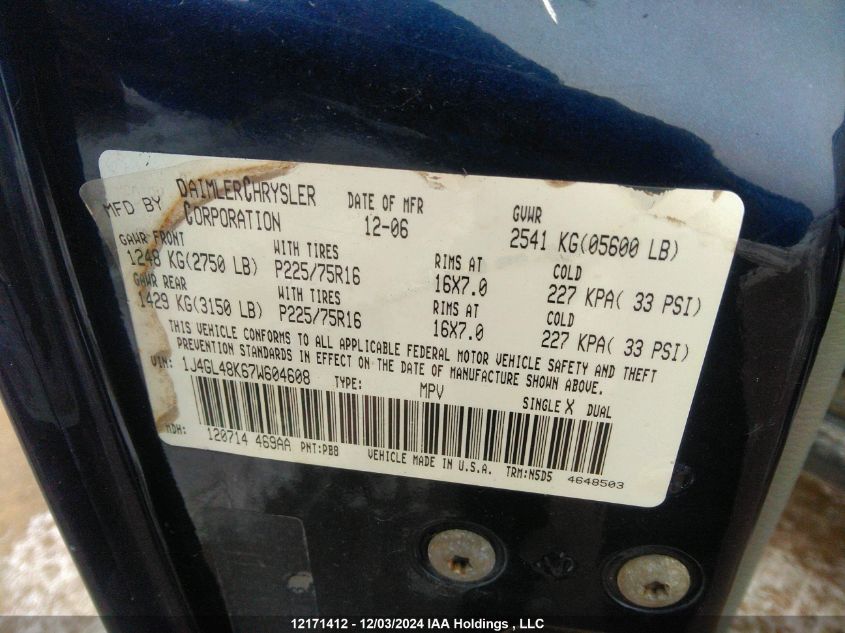 MFD BY DAIMLERCHRYSLER CORPORATION DATE OF MFR 12-06 GVWR 2541 KG(05600 LB)
GAWR FRONT WITH TIRES RIMS AT COLD
1248 KG(2750 LB) P225/75R16 16X7.0 227 KPA( 33 PSI)
GAWR REAR WITH TIRES RIMS AT COLD
1429 KG(3150 LB) P225/75R16 16X7.0 227 KPA( 33 PSI)
THIS VEHICLE CONFORMS TO ALL APPLICABLE FEDERAL MOTOR VEHICLE SAFETY AND THEFT
PREVENTION STANDARDS IN EFFECT ON THE DATE OF MANUFACTURE SHOWN ABOVE.
VIN: 1J4GL48K67W604608 TYPE: MPV SINGLE X DUAL
MDH: 120714 469AA PNT:PB8 VEHICLE MADE IN U.S.A. TRM:N5D5 4648503
12171412 - 12/03/2024 IAA Holdings , LLC